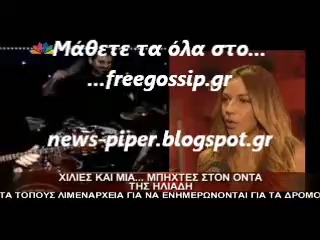 Μάθετε τα όλα στο...
...freegossip.gr
news-piper.blogspot.gr
ΧΙΛΙΕΣ ΚΑΙ ΜΙΑ... ΜΠΗΧΤΕΣ ΣΤΟΝ ΟΝΤΑ
ΤΗΣ ΗΛΙΑΔΗ
ΤΑ ΤΟΠΟΥΣ ΛΙΜΕΝΑΡΧΕΙΑ ΓΙΑ ΝΑ ΕΝΗΜΕΡΩΝΟΝΤΑΙ ΓΙΑ ΤΑ ΔΡΟΜΟ